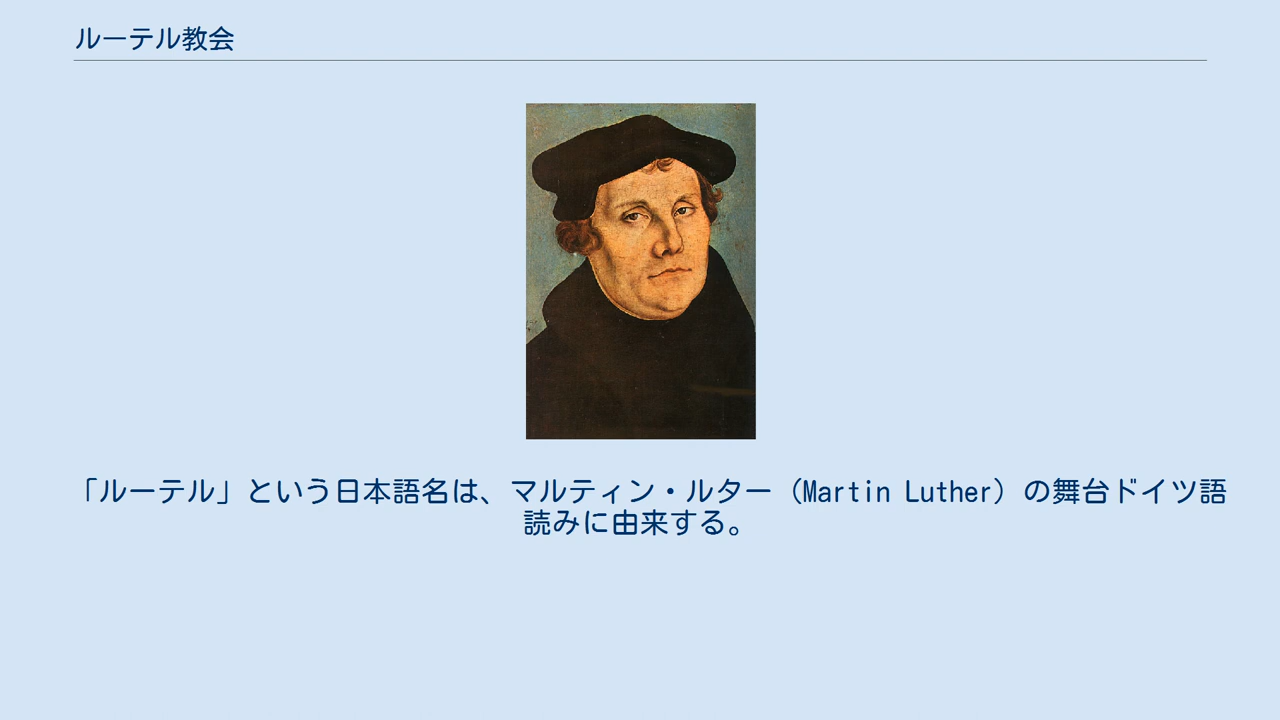 ルーテル教会
「ルーテル」という日本語名は、マルティン・ルター（Martin Luther）の舞台ドイツ語
読みに由来する。